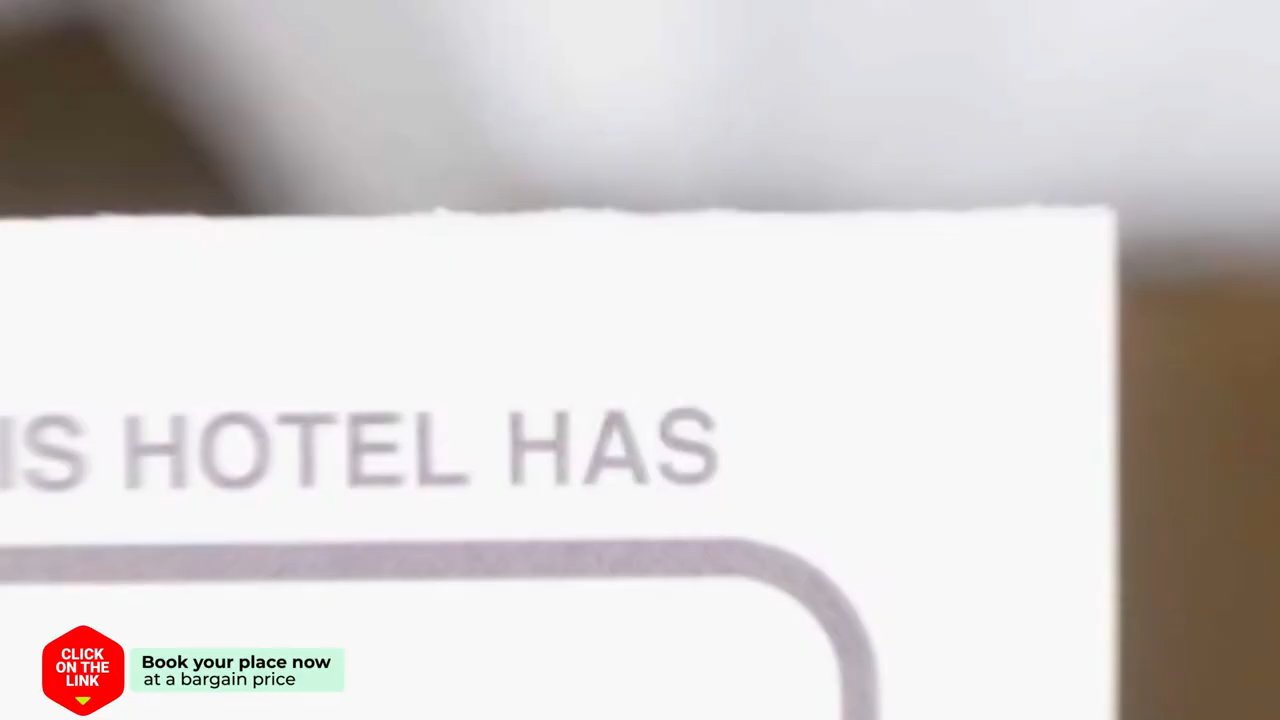 IS HOTEL HAS
CLICK
ON THE
LINK
Book your place now
at a bargain price